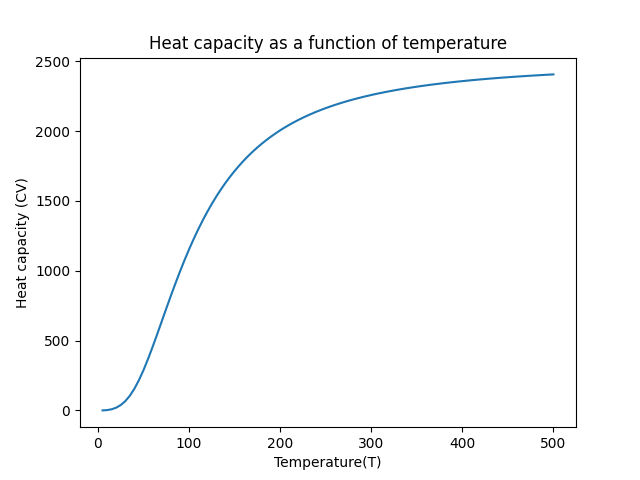 Heat capacity as a function of temperature
2500
2000
1500
1000
500
0
Heat capacity (CV)
0 100 200 300 400 500
Temperature(T)